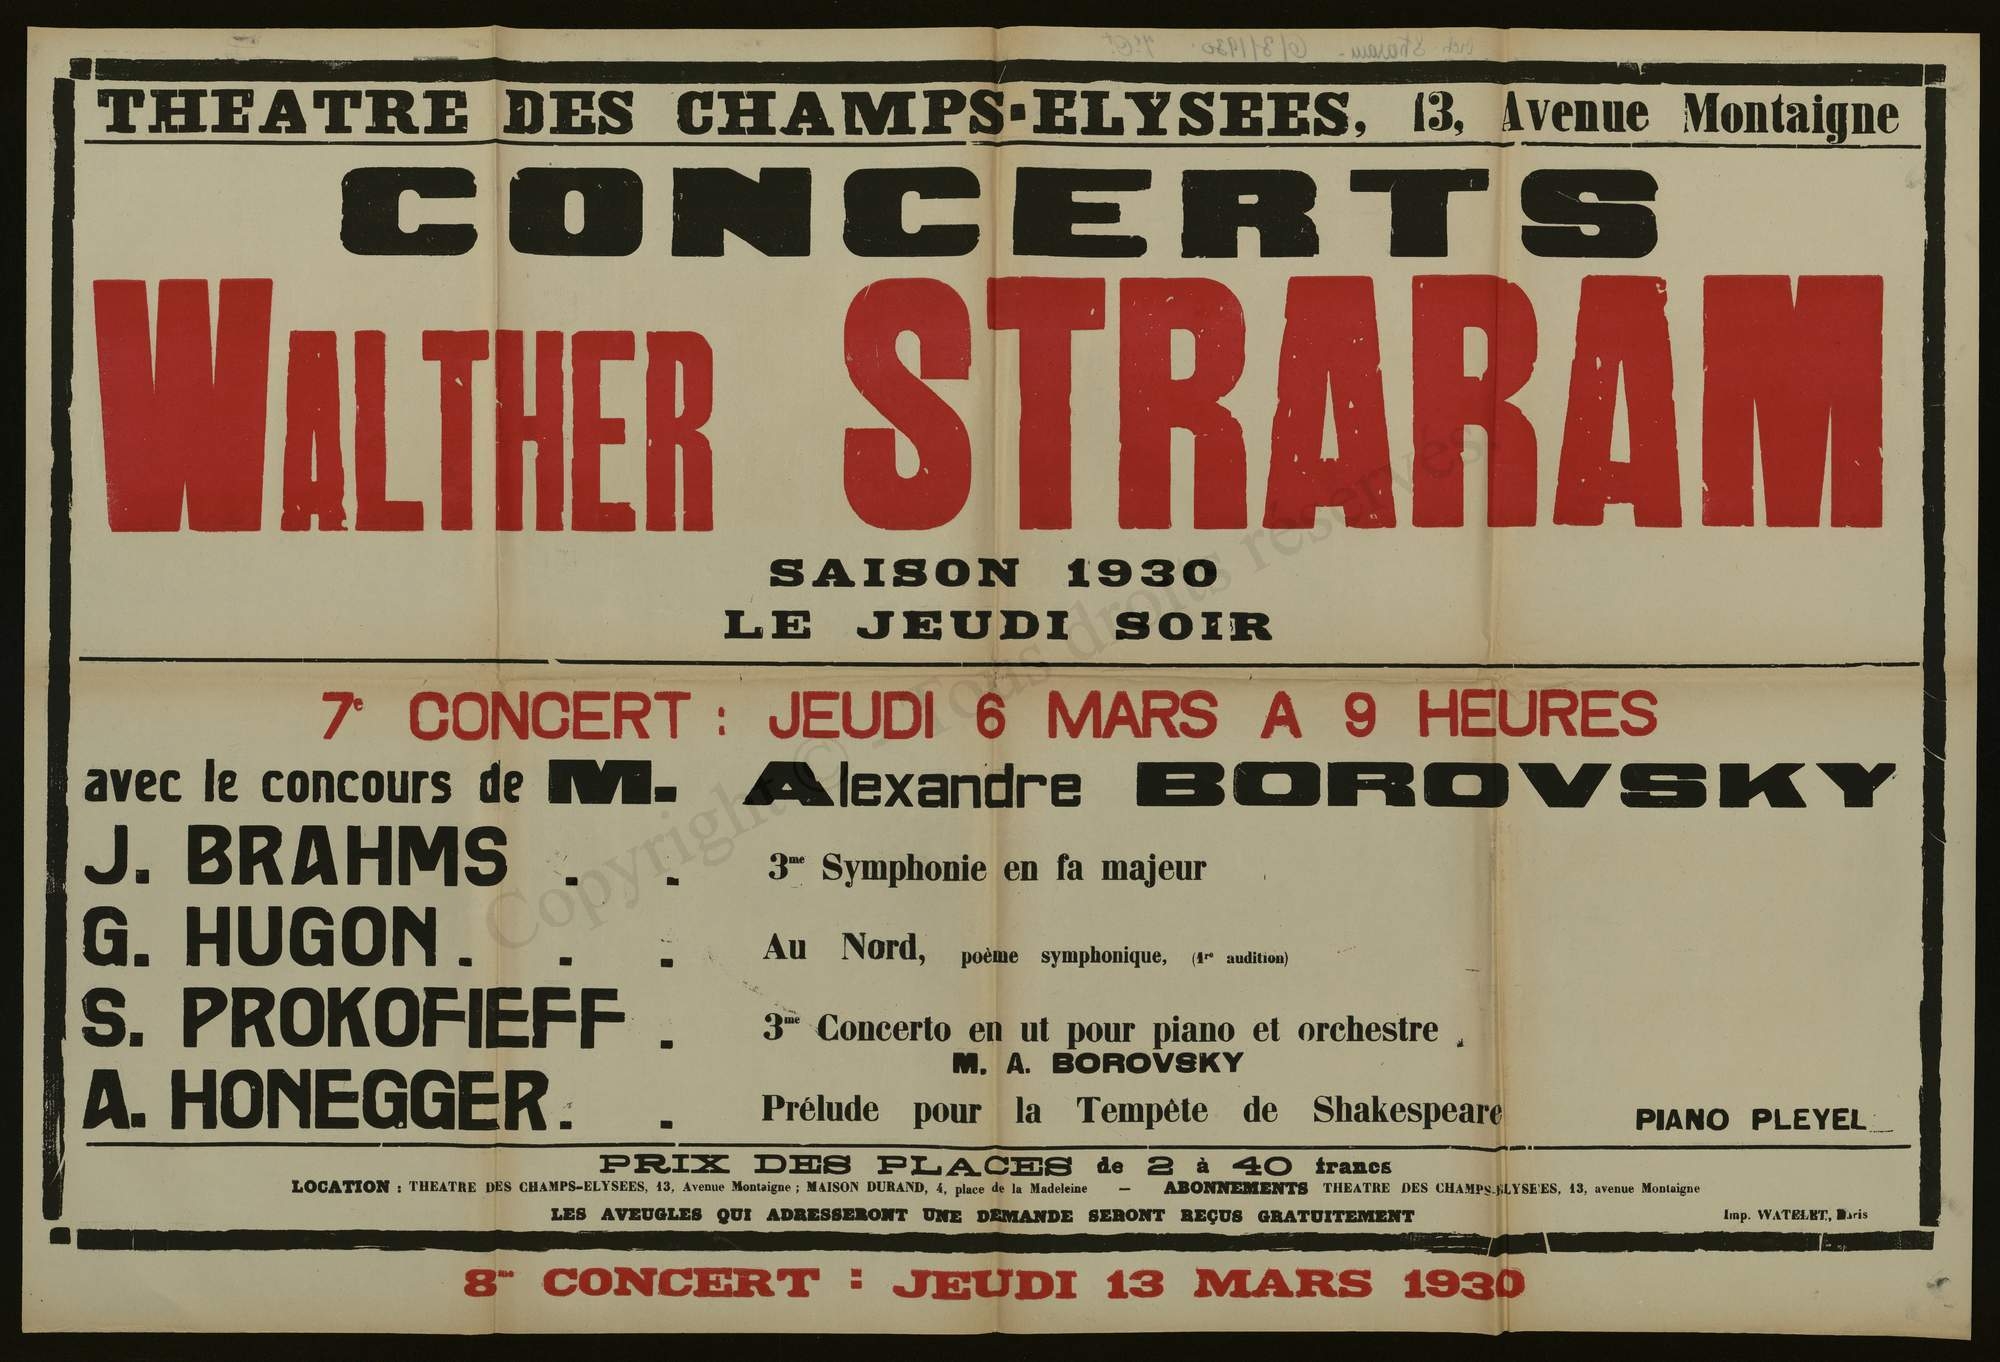 THEATRE DES CHAMPS-ELYSEES, 13, Avenue Montaigne
CONCERTS
WALTHER STRARAM
SAISON 1930
LE JEUDI SOIR
7e CONCERT : JEUDI 6 MARS A 9 HEURES
avec le concours de M. Alexandre BOROVSKY
J. BRAHMS . . 3me Symphonie en fa majeur
G. HUGON . . . Au Nord, poème symphonique, (1re audition)
S. PROKOFIEFF . 3me Concerto en ut pour piano et orchestre .
M. A. BOROVSKY
A. HONEGGER . . Prélude pour la Tempête de Shakespeare PIANO PLEYEL
PRIX DES PLACES de 2 à 40 francs
LOCATION : THEATRE DES CHAMPS-ELYSEES, 13, Avenue Montaigne ; MAISON DURAND, 4, place de la Madeleine — ABONNEMENTS THEATRE DES CHAMPS-ELYSEES, 13, avenue Montaigne
LES AVEUGLES QUI ADRESSERONT UNE DEMANDE SERONT REÇUS GRATUITEMENT
Imp. WATELET, Paris
8me CONCERT : JEUDI 13 MARS 1930
Copyright © - Tous droits réservés.